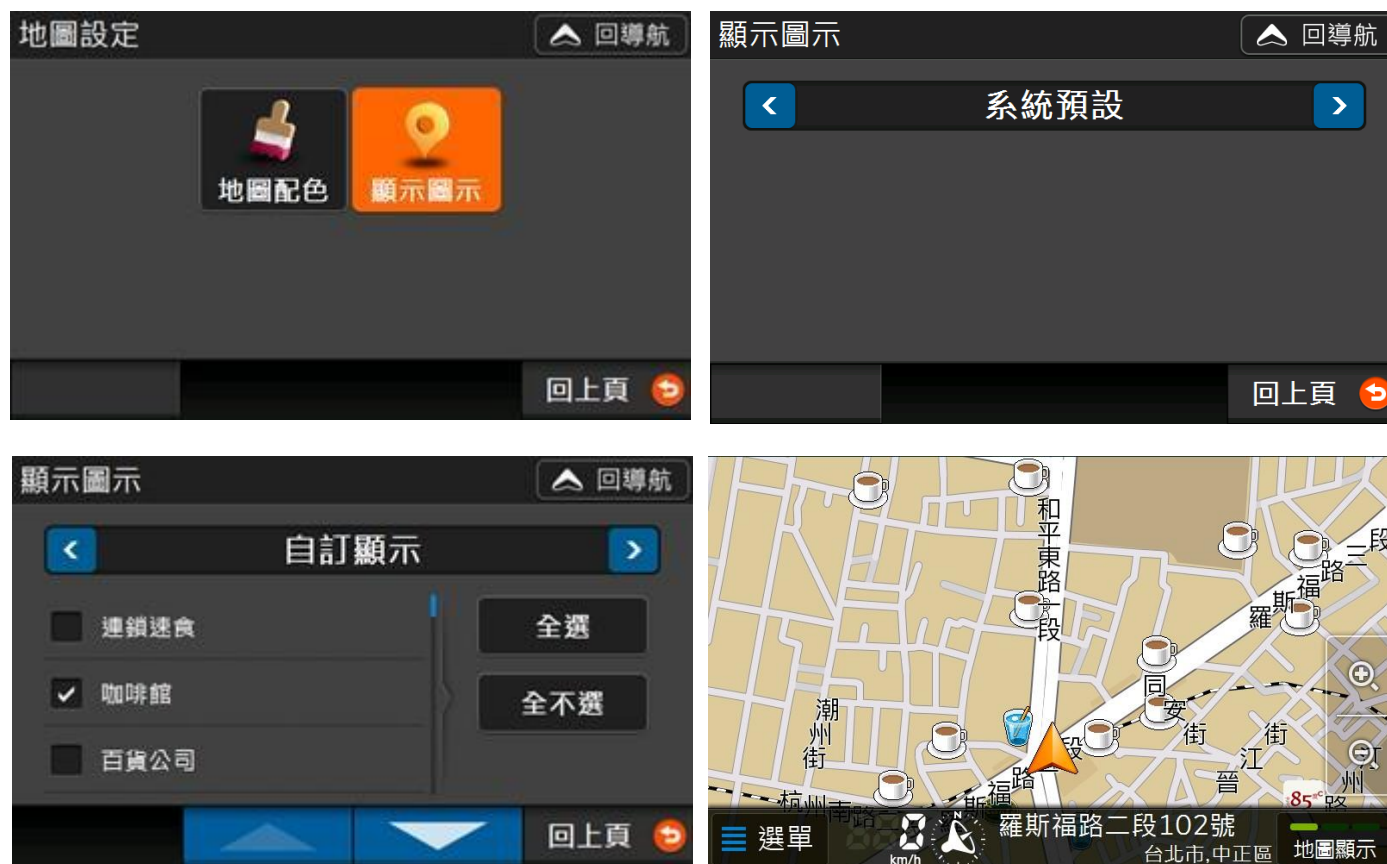 地圖設定
回導航
地圖配色
顯示圖示
回上頁
顯示圖示
回導航
系統預設
回上頁
顯示圖示
回導航
自訂顯示
連鎖速食
全選
咖啡館
全不選
百貨公司
回上頁
和平東路一段
羅斯福路三段
同安街
潮州街
晉江街
杭州南路
羅斯福路二段102號
台北市,中正區
選單
km/h
N
85°C
地圖顯示